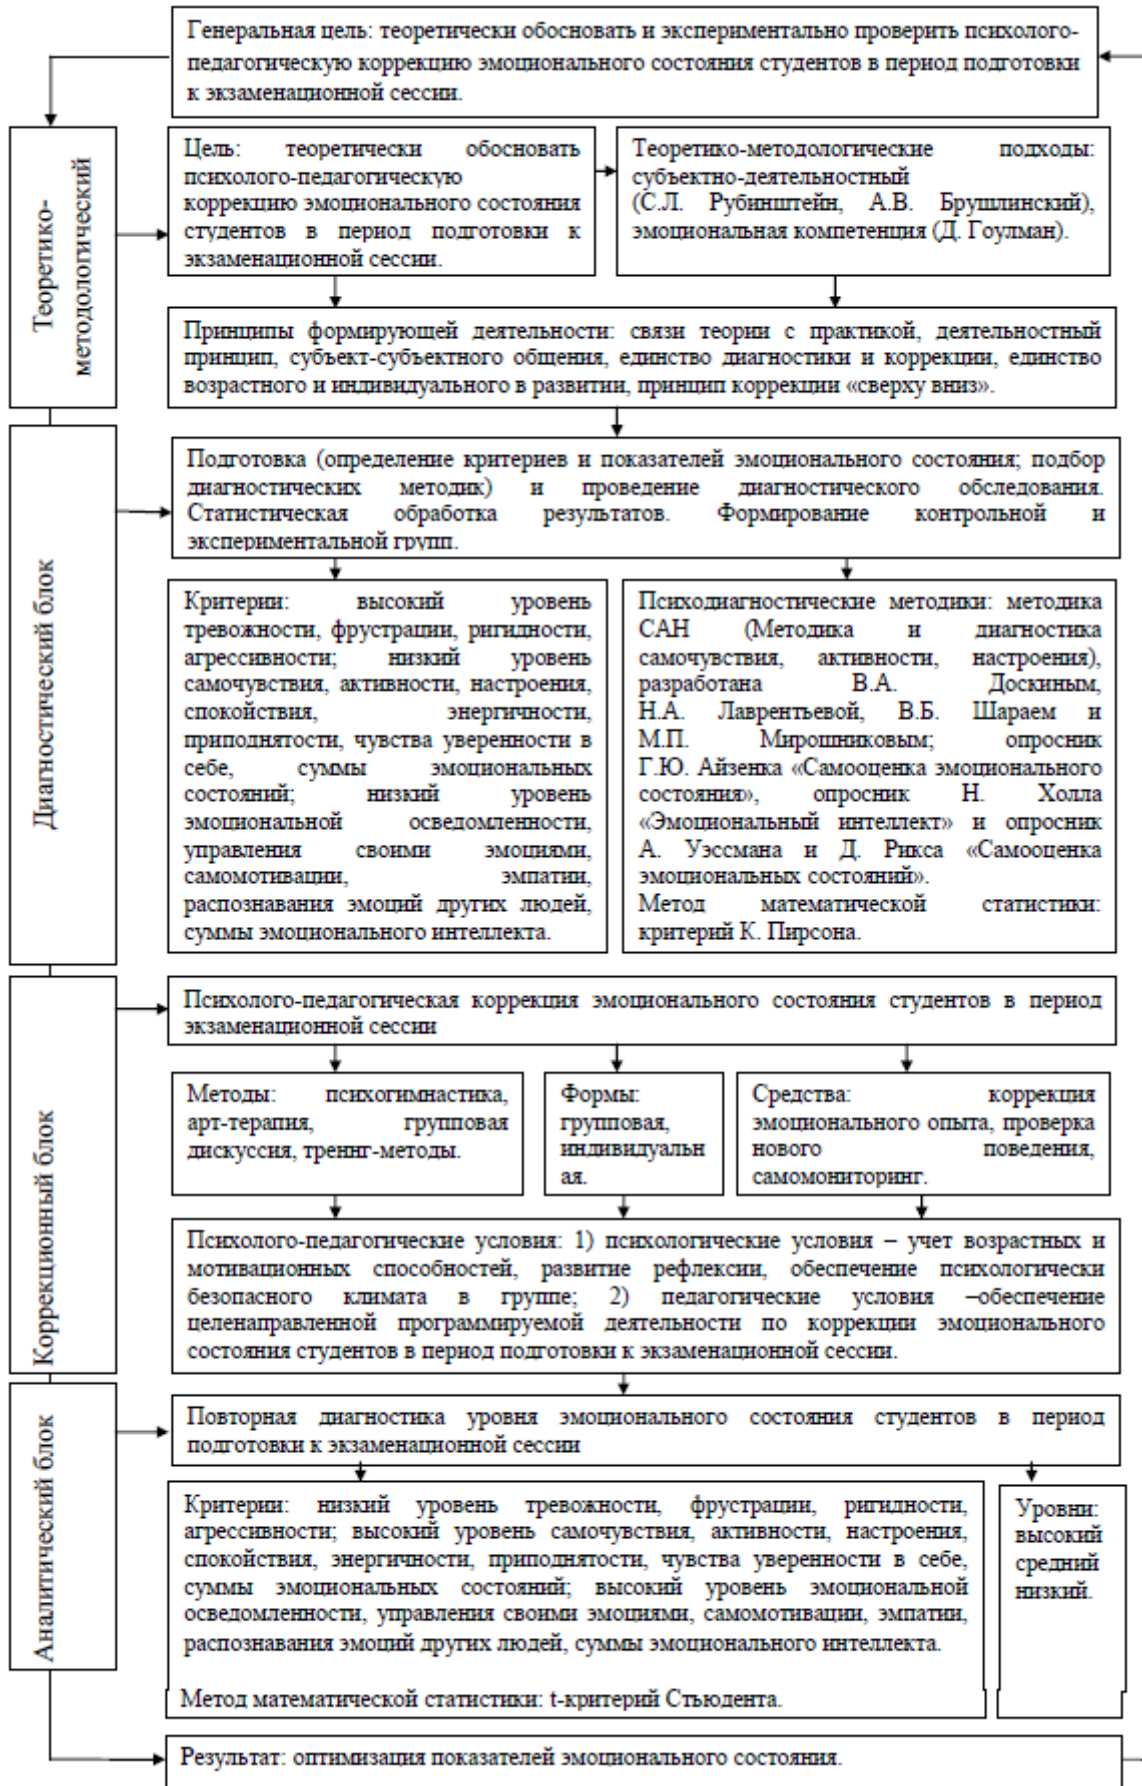 Генеральная цель: теоретически обосновать и экспериментально проверить психолого-
педагогическую коррекцию эмоционального состояния студентов в период подготовки
к экзаменационной сессии.
Теоретико-
методологический
Цель: теоретически обосновать
психолого-педагогическую
коррекцию эмоционального состояния
студентов в период подготовки к
экзаменационной сессии.
Теоретико-методологические подходы:
субъектно-деятельностный
(С.Л. Рубинштейн, А.В. Брушлинский),
эмоциональная компетенция (Д. Гоулман).
Принципы формирующей деятельности: связи теории с практикой, деятельностный
принцип, субъект-субъектного общения, единство диагностики и коррекции, единство
возрастного и индивидуального в развитии, принцип коррекции «сверху вниз».
Диагностический блок
Подготовка (определение критериев и показателей эмоционального состояния; подбор
диагностических методик) и проведение диагностического обследования.
Статистическая обработка результатов. Формирование контрольной и
экспериментальной групп.
Критерии: высокий уровень
тревожности, фрустрации, ригидности,
агрессивности; низкий уровень
самочувствия, активности, настроения,
спокойствия, энергичности,
приподнятости, чувства уверенности в
себе, суммы эмоциональных
состояний; низкий уровень
эмоциональной осведомленности,
управления своими эмоциями,
самомотивации, эмпатии,
распознавания эмоций других людей,
суммы эмоционального интеллекта.
Психодиагностические методики: методика
САН (Методика и диагностика
самочувствия, активности, настроения),
разработана В.А. Доскиным,
Н.А. Лаврентьевой, В.Б. Шараем и
М.П. Мирошниковым; опросник
Г.Ю. Айзенка «Самооценка эмоционального
состояния», опросник Н. Холла
«Эмоциональный интеллект» и опросник
А. Уэссмана и Д. Рикса «Самооценка
эмоциональных состояний».
Метод математической статистики:
критерий К. Пирсона.
Коррекционный блок
Психолого-педагогическая коррекция эмоционального состояния студентов в период
экзаменационной сессии
Методы: психогимнастика,
арт-терапия, групповая
дискуссия, тренг-методы.
Формы:
групповая,
индивидуальн
ая.
Средства: коррекция
эмоционального опыта, проверка
нового поведения,
самомониторинг.
Психолого-педагогические условия: 1) психологические условия – учет возрастных и
мотивационных способностей, развитие рефлексии, обеспечение психологически
безопасного климата в группе; 2) педагогические условия –обеспечение
целенаправленной программируемой деятельности по коррекции эмоционального
состояния студентов в период подготовки к экзаменационной сессии.
Аналитический блок
Повторная диагностика уровня эмоционального состояния студентов в период
подготовки к экзаменационной сессии
Критерии: низкий уровень тревожности, фрустрации, ригидности,
агрессивности; высокий уровень самочувствия, активности, настроения,
спокойствия, энергичности, приподнятости, чувства уверенности в себе,
суммы эмоциональных состояний; высокий уровень эмоциональной
осведомленности, управления своими эмоциями, самомотивации, эмпатии,
распознавания эмоций других людей, суммы эмоционального интеллекта.
Метод математической статистики: t-критерий Стьюдента.
Уровни:
высокий
средний
низкий.
Результат: оптимизация показателей эмоционального состояния.